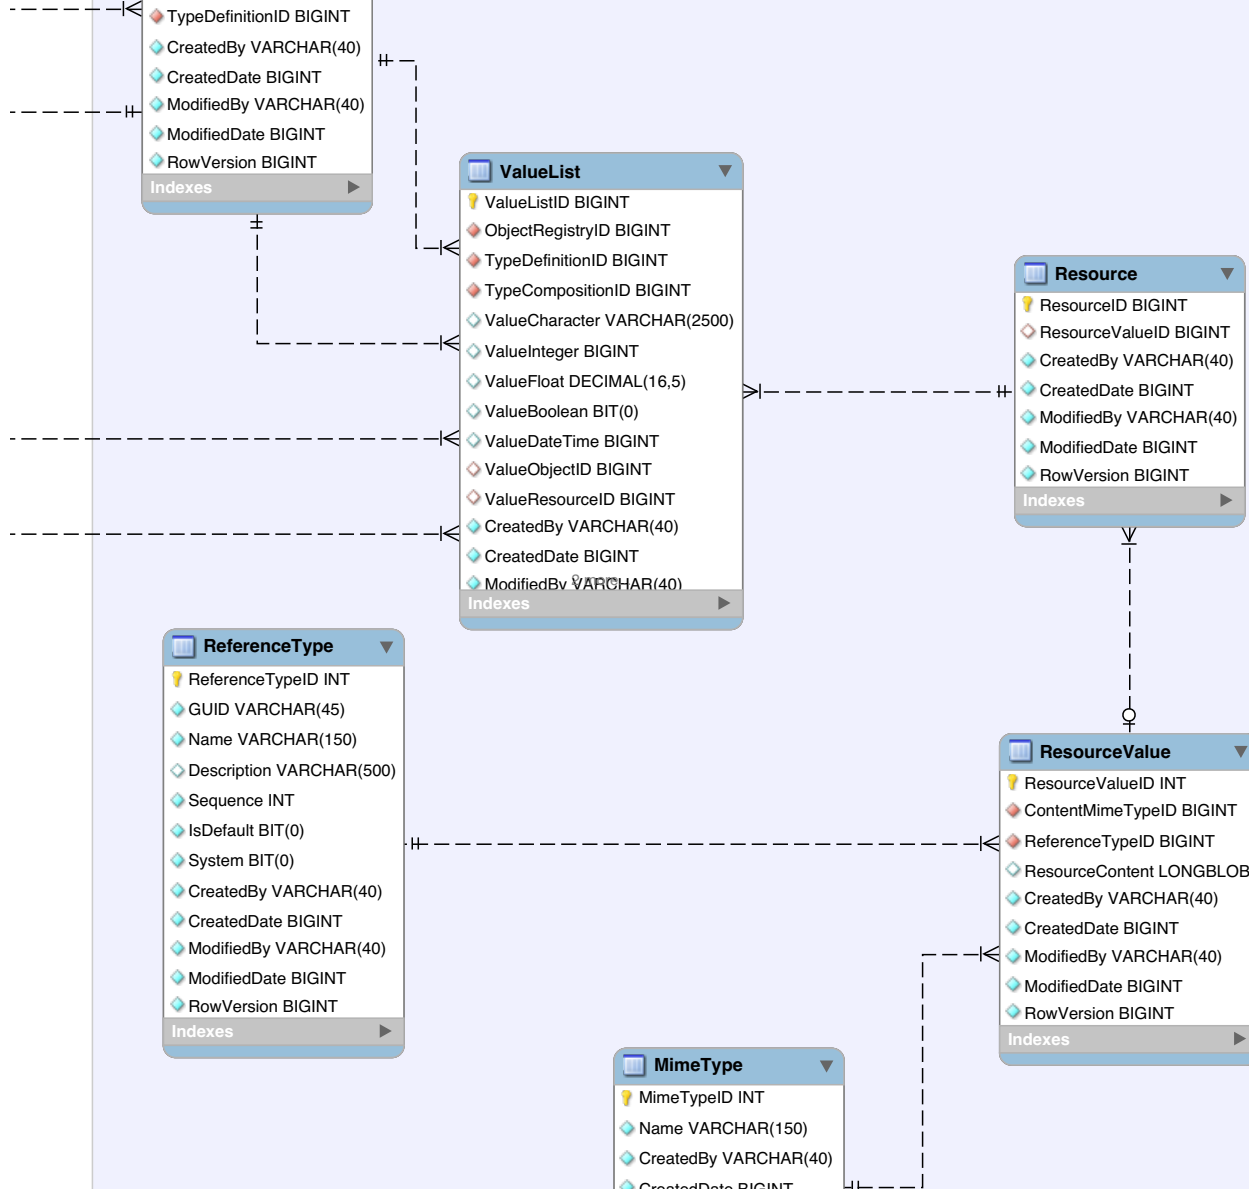 TypeDefinitionID BIGINT
CreatedBy VARCHAR(40)
CreatedDate BIGINT
ModifiedBy VARCHAR(40)
ModifiedDate BIGINT
RowVersion BIGINT
Indexes
ValueList
ValueListID BIGINT
ObjectRegistryID BIGINT
TypeDefinitionID BIGINT
TypeCompositionID BIGINT
ValueCharacter VARCHAR(2500)
ValueInteger BIGINT
ValueFloat DECIMAL(16,5)
ValueBoolean BIT(0)
ValueDateTime BIGINT
ValueObjectID BIGINT
ValueResourceID BIGINT
CreatedBy VARCHAR(40)
CreatedDate BIGINT
ModifiedBy VARCHAR(40)
2 more...
Indexes
Resource
ResourceID BIGINT
ResourceValueID BIGINT
CreatedBy VARCHAR(40)
CreatedDate BIGINT
ModifiedBy VARCHAR(40)
ModifiedDate BIGINT
RowVersion BIGINT
Indexes
ReferenceType
ReferenceTypeID INT
GUID VARCHAR(45)
Name VARCHAR(150)
Description VARCHAR(500)
Sequence INT
IsDefault BIT(0)
System BIT(0)
CreatedBy VARCHAR(40)
CreatedDate BIGINT
ModifiedBy VARCHAR(40)
ModifiedDate BIGINT
RowVersion BIGINT
Indexes
ResourceValue
ResourceValueID INT
ContentMimeTypeID BIGINT
ReferenceTypeID BIGINT
ResourceContent LONGBLOB
CreatedBy VARCHAR(40)
CreatedDate BIGINT
ModifiedBy VARCHAR(40)
ModifiedDate BIGINT
RowVersion BIGINT
Indexes
MimeType
MimeTypeID INT
Name VARCHAR(150)
CreatedBy VARCHAR(40)
CreatedDate BIGINT